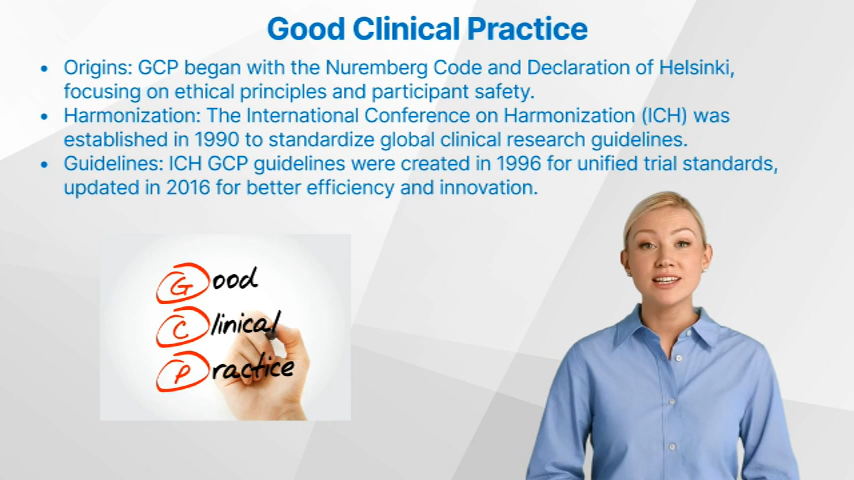 Good Clinical Practice
• Origins: GCP began with the Nuremberg Code and Declaration of Helsinki,
focusing on ethical principles and participant safety.
• Harmonization: The International Conference on Harmonization (ICH) was
established in 1990 to standardize global clinical research guidelines.
• Guidelines: ICH GCP guidelines were created in 1996 for unified trial standards,
updated in 2016 for better efficiency and innovation.
Good
Clinical
Practice